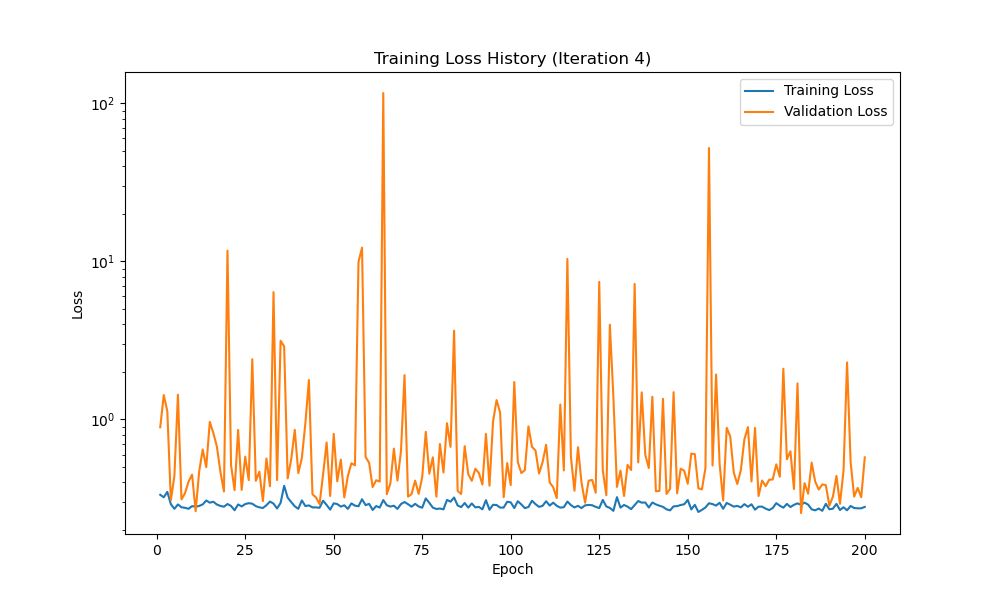 Training Loss History (Iteration 4)
Training Loss
Validation Loss
10²
10¹
10⁰
Loss
0 25 50 75 100 125 150 175 200
Epoch